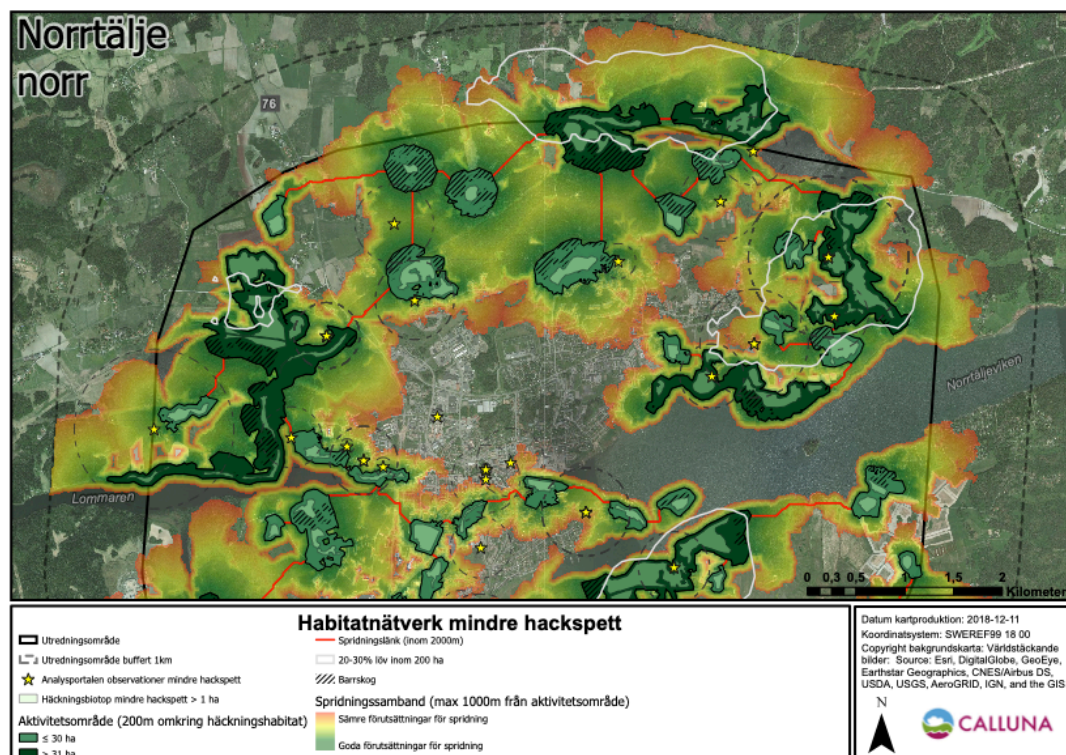 Norrtälje
norr
76
Norrtäljeviken
Lommaren
0 0,3 0,5 1 1,5 2
Kilometer
Habitatnätverk mindre hackspett
Utredningsområde
Utredningsområde buffert 1km
Analysportalen observationer mindre hackspett
Häckningsbiotop mindre hackspett > 1 ha
Aktivitetsområde (200m omkring häckningshabitat)
≤ 30 ha
> 31 ha
Spridningslänk (inom 2000m)
20-30% löv inom 200 ha
Barrskog
Spridningssamband (max 1000m från aktivitetsområde)
Sämre förutsättningar för spridning
Goda förutsättningar för spridning
Datum kartproduktion: 2018-12-11
Koordinatsystem: SWEREF99 18 00
Copyright bakgrundskarta: Världstäckande
bilder: Source: Esri, DigitalGlobe, GeoEye,
Earthstar Geographics, CNES/Airbus DS,
USDA, USGS, AeroGRID, IGN, and the GIS
N
CALLUNA